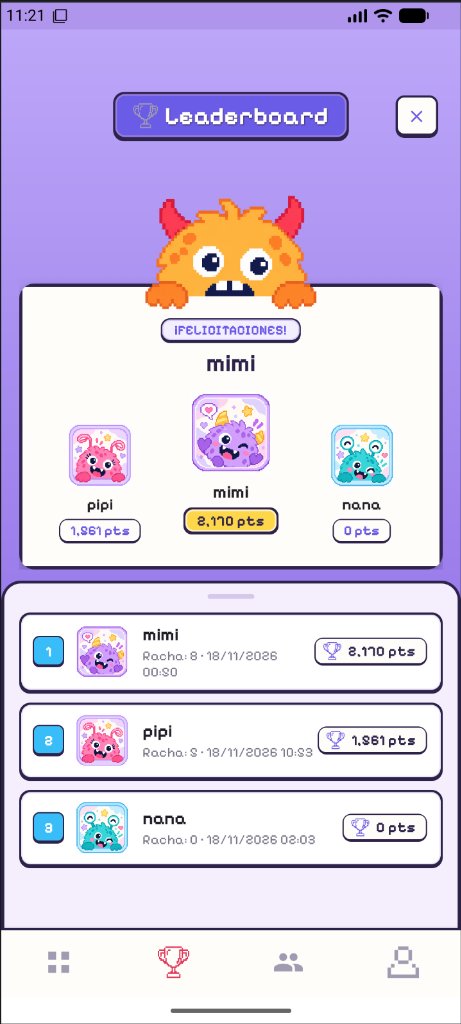 11:21
Leaderboard
¡FELICITACIONES!
mimi
pipi
mimi
nana
1,561 pts
2,170 pts
0 pts
1
mimi
Racha: 8 · 18/11/2026
00:50
2,170 pts
2
pipi
Racha: 5 · 18/11/2026 10:53
1,561 pts
3
nana
Racha: 0 · 18/11/2026 02:03
0 pts